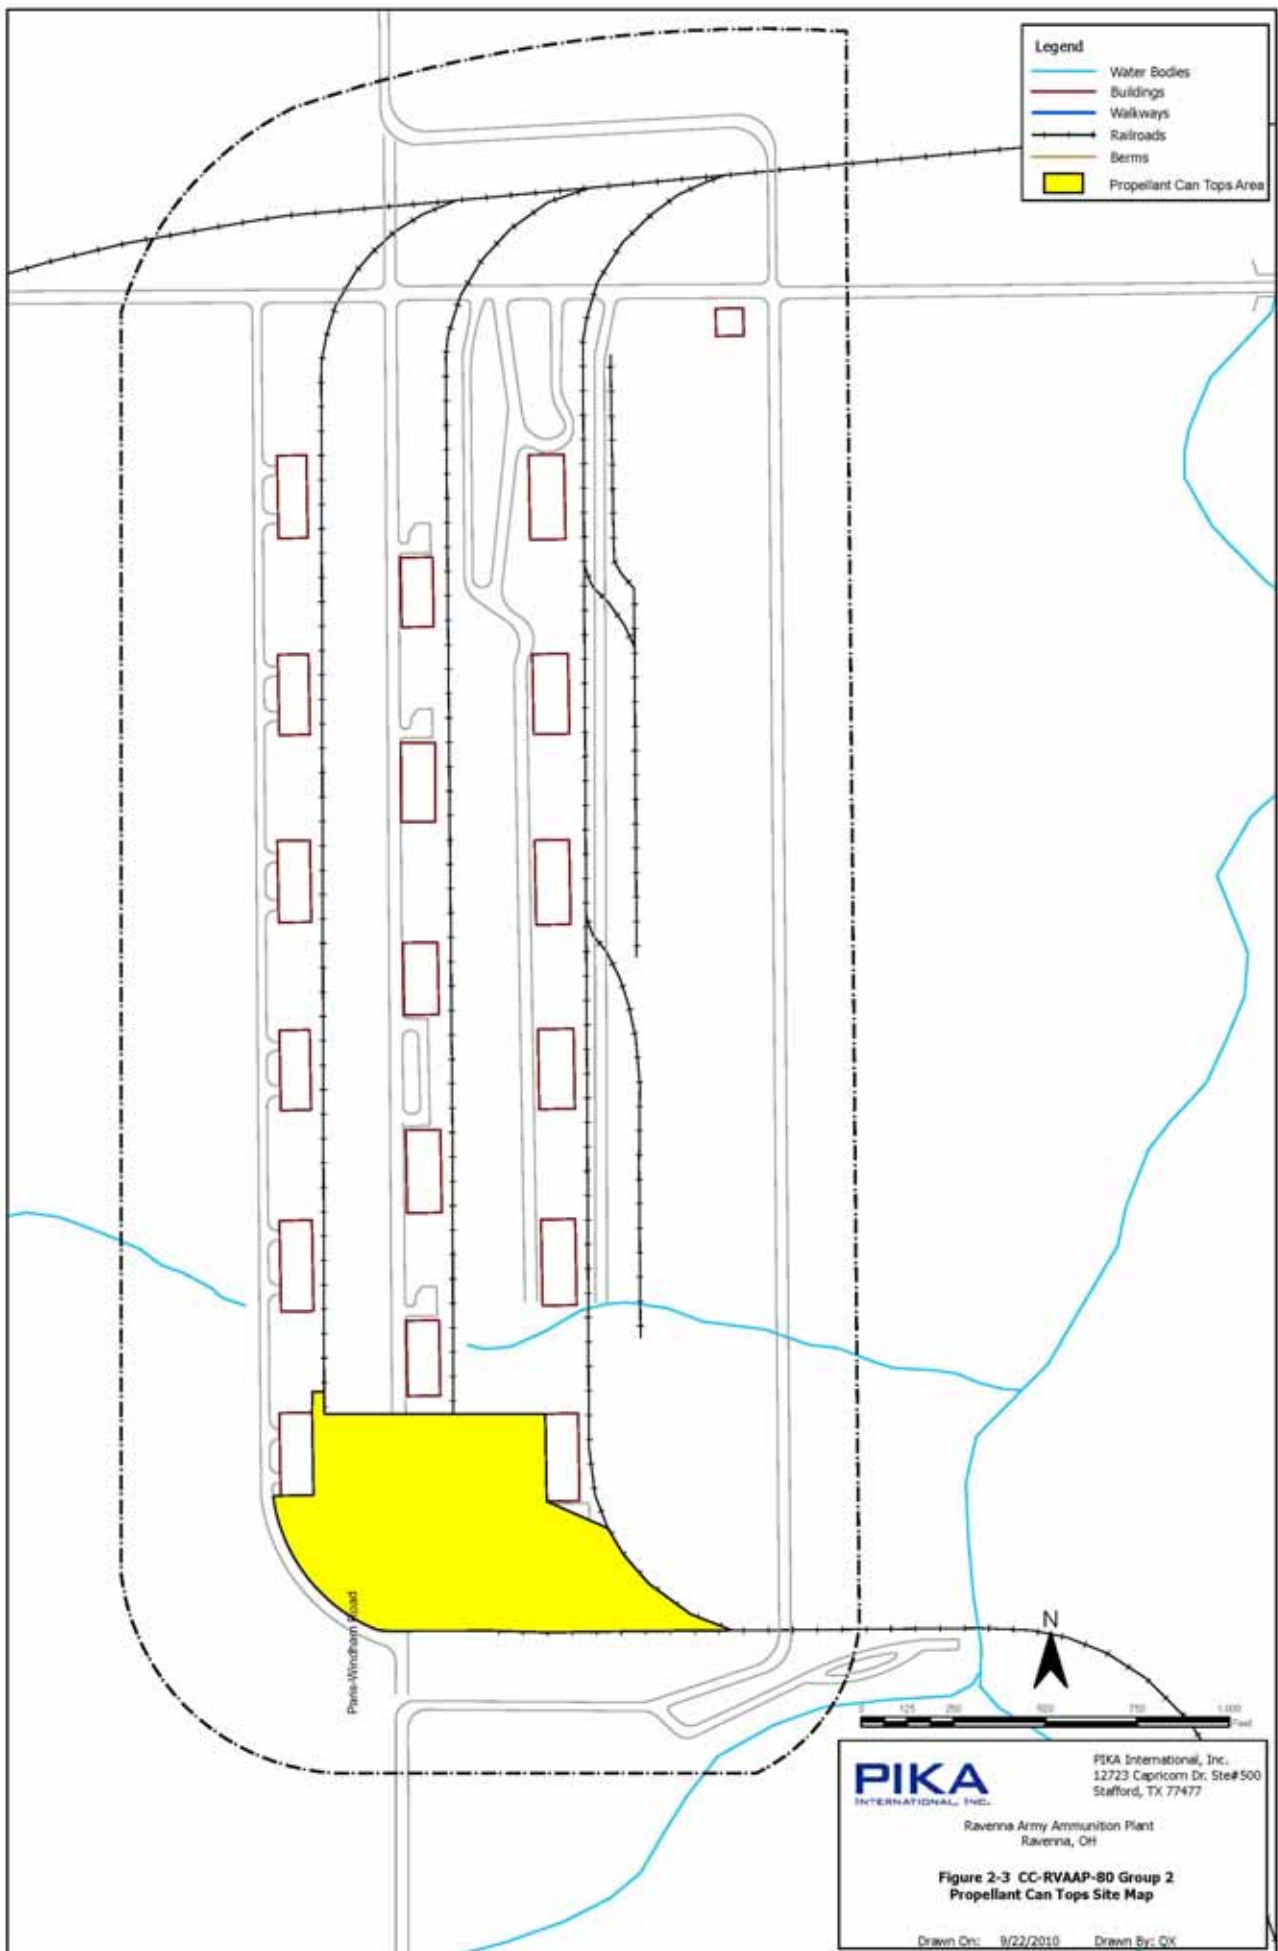 Legend
Water Bodies
Buildings
Walkways
Railroads
Berms
Propellant Can Tops Area
Paris-Windham Road
N
0 125 250 500 750 1,000
Feet
PIKA
INTERNATIONAL, INC.
PIKA International, Inc.
12723 Capricorn Dr. Ste#500
Stafford, TX 77477
Ravenna Army Ammunition Plant
Ravenna, OH
Figure 2-3 CC-RVAAP-80 Group 2
Propellant Can Tops Site Map
Drawn On: 9/22/2010 Drawn By: QX